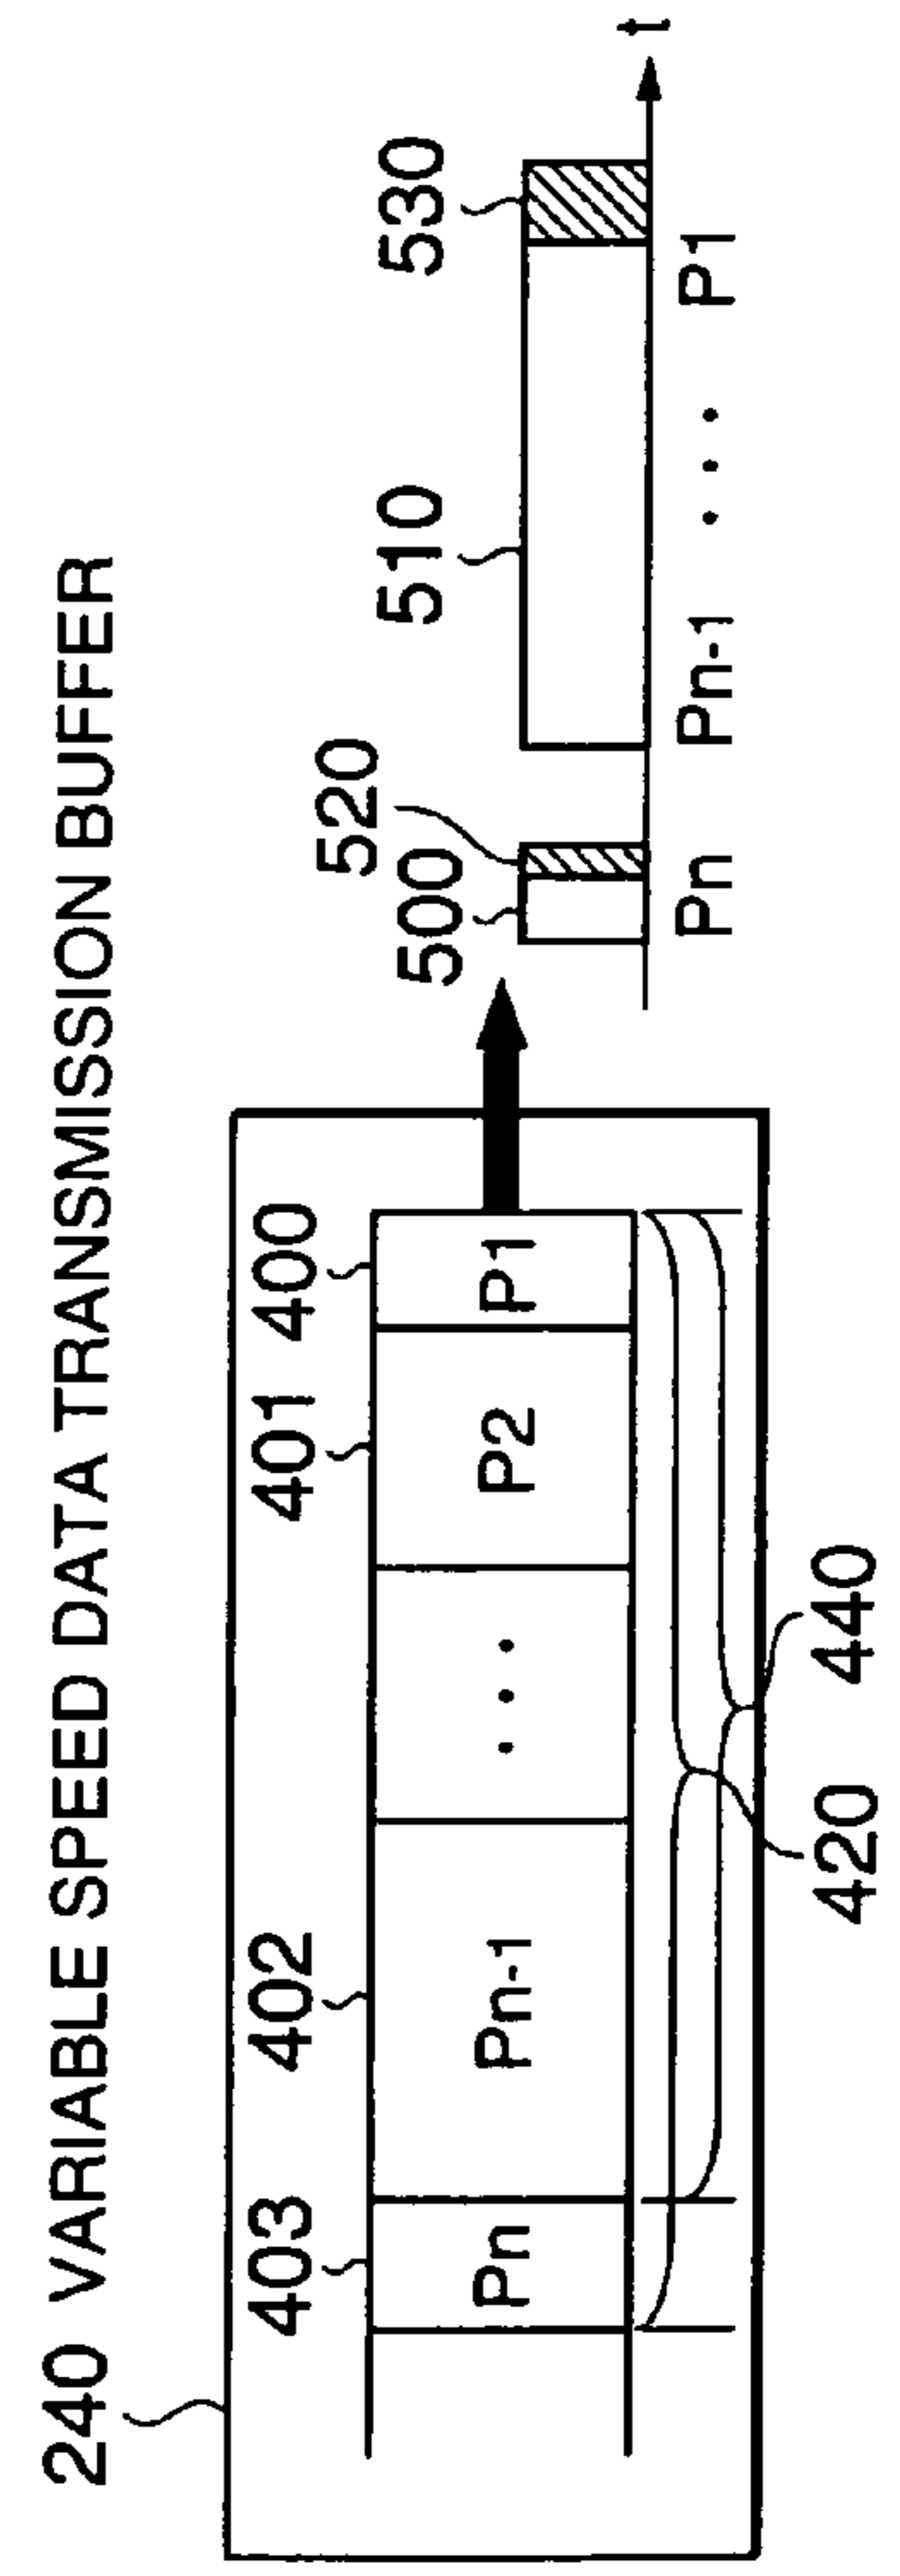 240 VARIABLE SPEED DATA TRANSMISSION BUFFER
403 402 401 400
Pn Pn-1 ... P2 P1
420 440
500 520 510 530
Pn Pn-1 ... P1 t